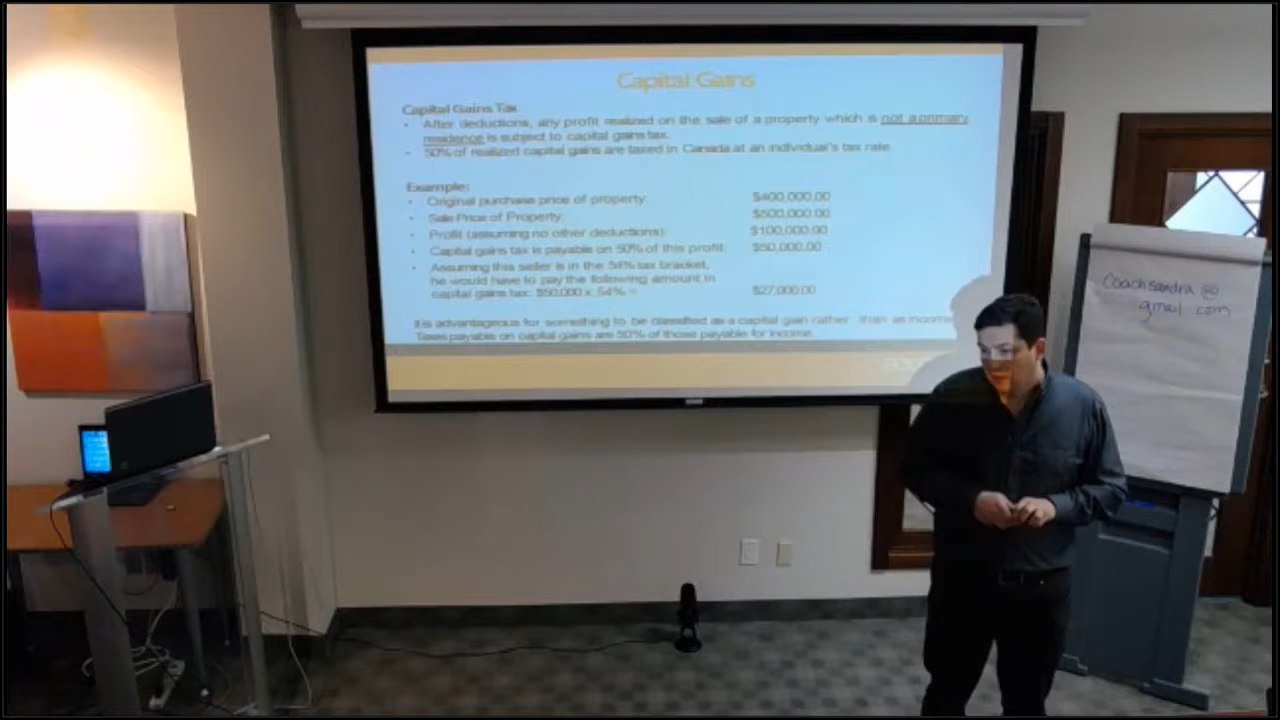 Capital Gains
Capital Gains Tax
• After deductions, any profit realized on the sale of a property which is not a primary
residence is subject to capital gains tax.
• 50% of realized capital gains are taxed in Canada at an individual's tax rate
Example:
• Original purchase price of property: $400,000.00
• Sale Price of Property: $500,000.00
• Profit (assuming no other deductions): $100,000.00
• Capital gains tax is payable on 50% of this profit: $50,000.00
• Assuming this seller is in the 54% tax bracket,
he would have to pay the following amount in
capital gains tax: $50,000 x .54% = $27,000.00
It is advantageous for something to be classified as a capital gain rather than as income.
Taxes payable on capital gains are 50% of those payable for income.
Coachsandra @
gmail com